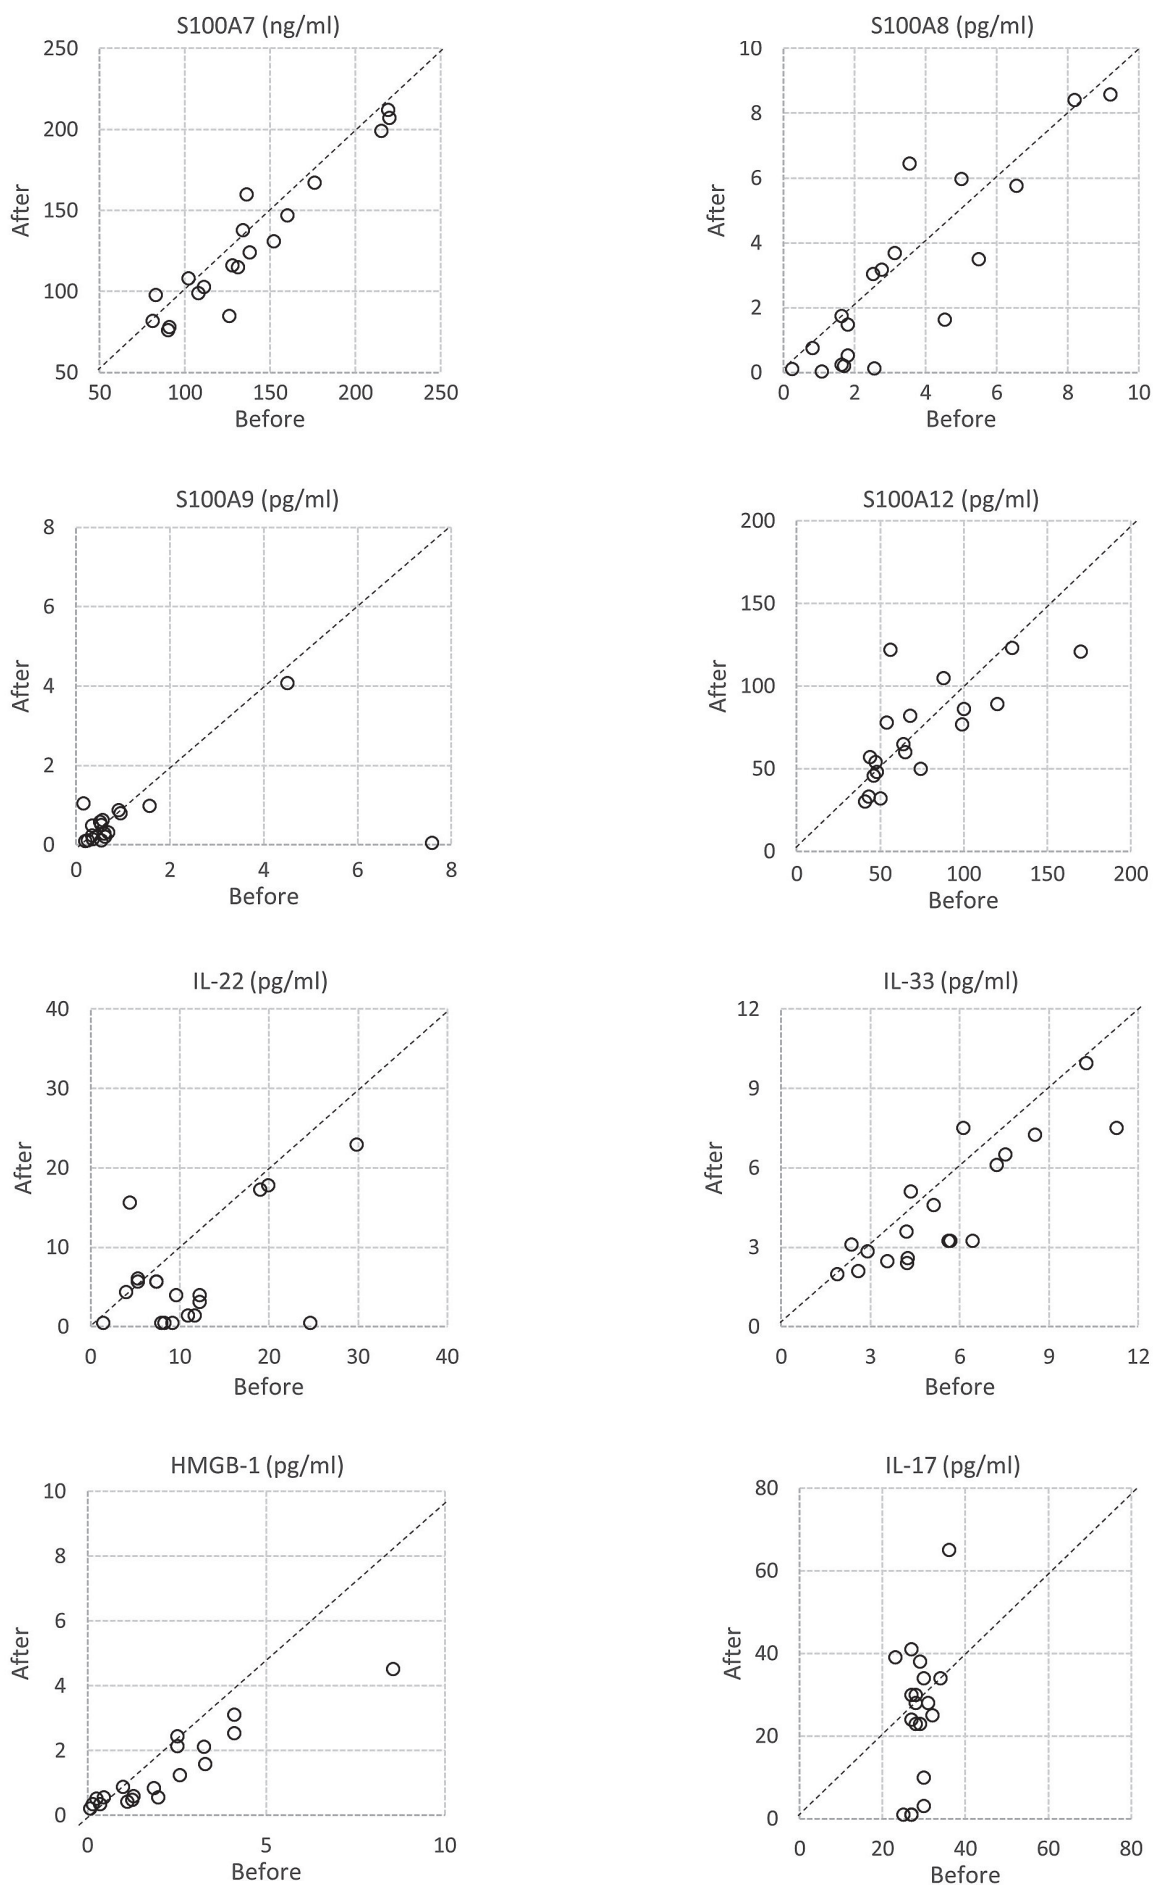 S100A7 (ng/ml)
250
200
150
100
50
After
50 100 150 200 250
Before
S100A8 (pg/ml)
10
8
6
4
2
0
After
0 2 4 6 8 10
Before
S100A9 (pg/ml)
8
6
4
2
0
After
0 2 4 6 8
Before
S100A12 (pg/ml)
200
150
100
50
0
After
0 50 100 150 200
Before
IL-22 (pg/ml)
40
30
20
10
0
After
0 10 20 30 40
Before
IL-33 (pg/ml)
12
9
6
3
0
After
0 3 6 9 12
Before
HMGB-1 (pg/ml)
10
8
6
4
2
0
After
0 5 10
Before
IL-17 (pg/ml)
80
60
40
20
0
After
0 20 40 60 80
Before